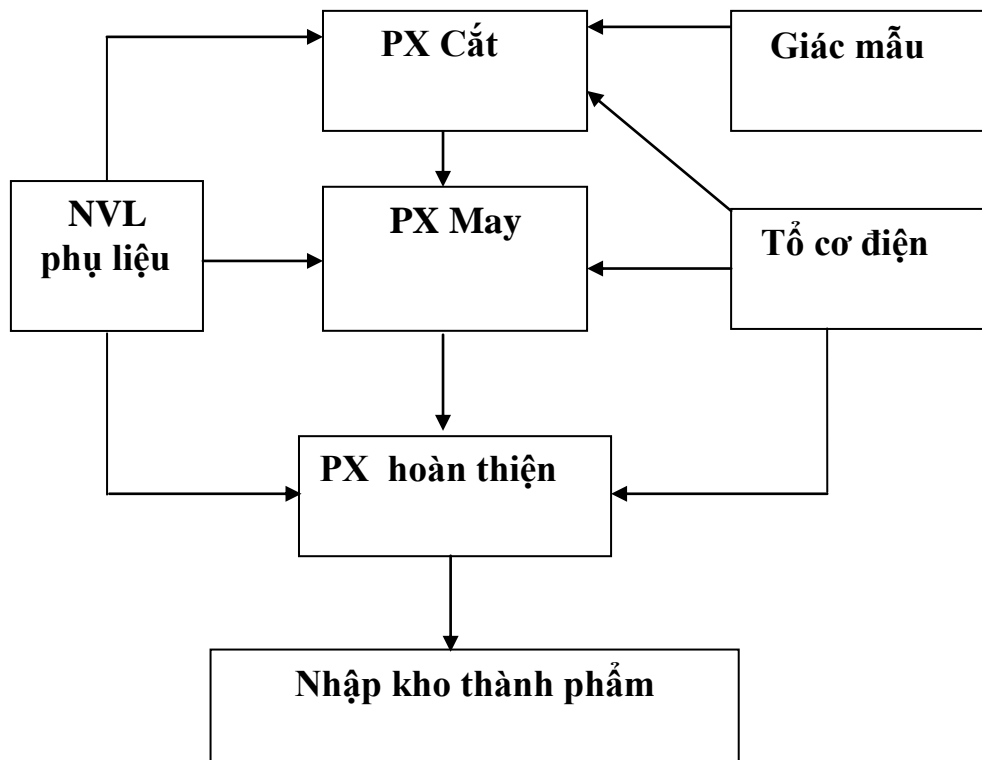 PX Cắt
Giác mẫu
NVL
phụ liệu
PX May
Tổ cơ điện
PX hoàn thiện
Nhập kho thành phẩm